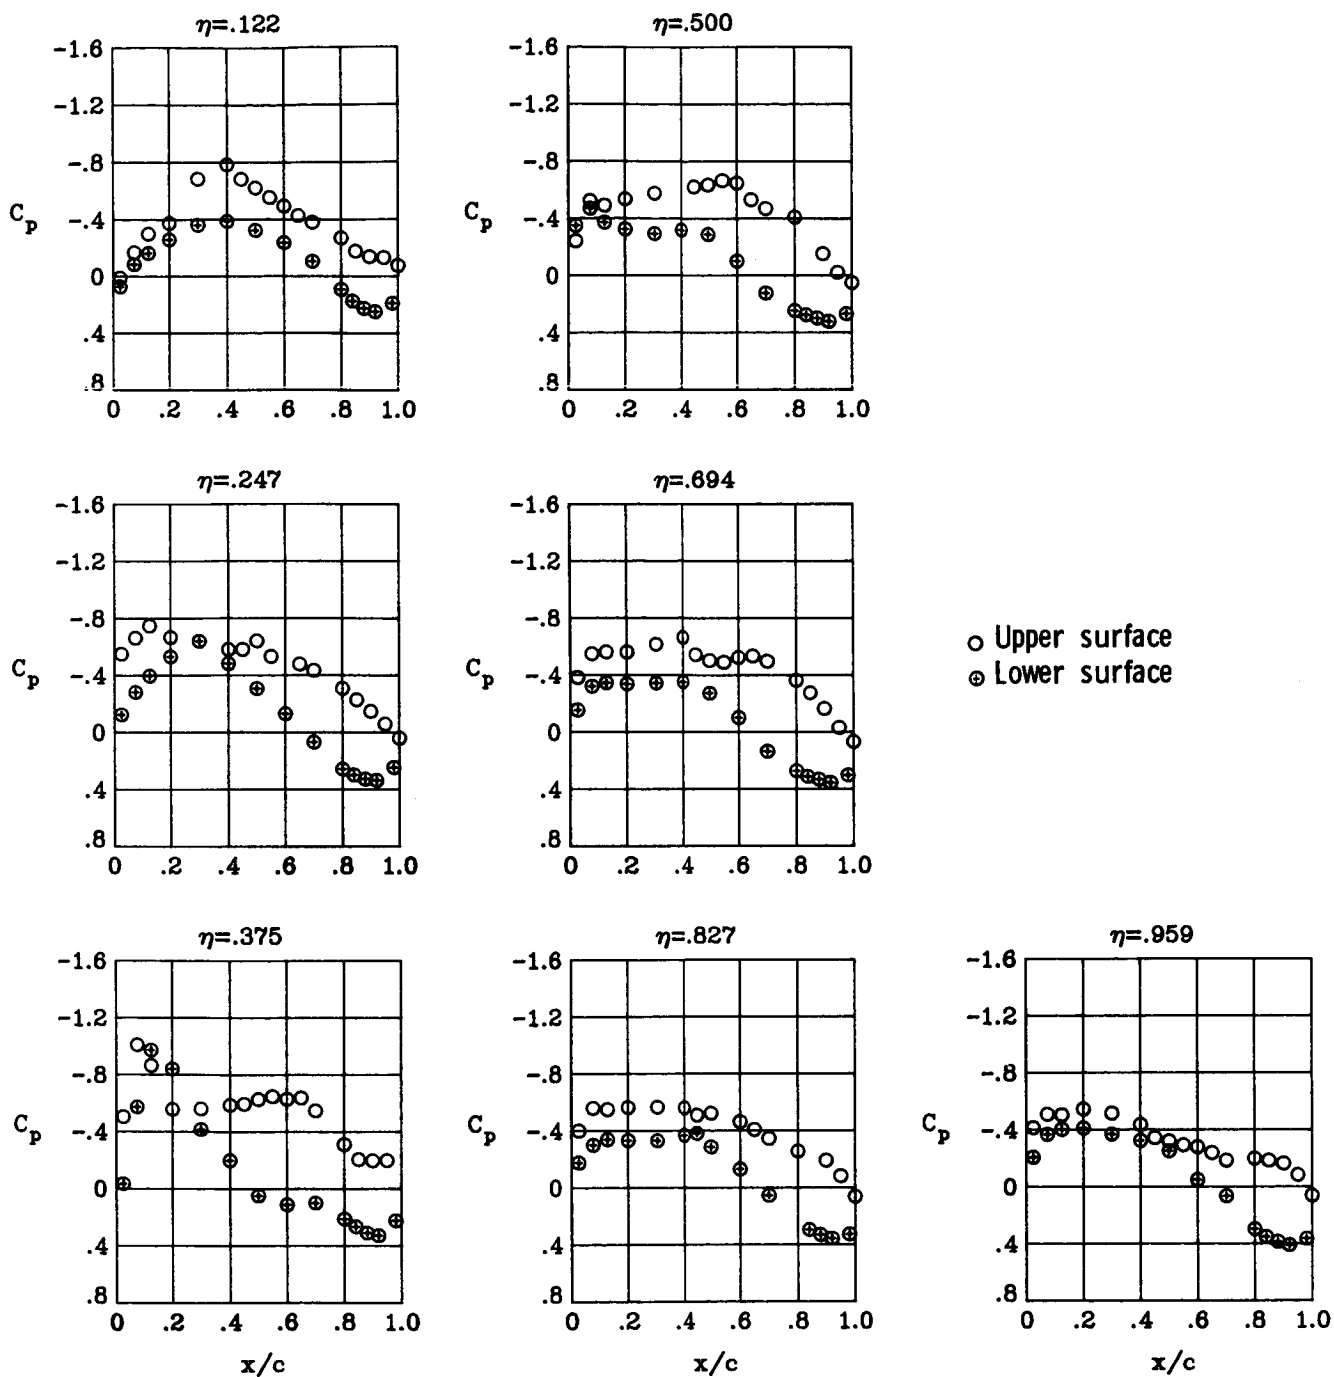 η=.122
-1.6
-1.2
-.8
-.4
0
.4
.8
C_p
0 .2 .4 .6 .8 1.0
η=.500
-1.6
-1.2
-.8
-.4
0
.4
.8
C_p
0 .2 .4 .6 .8 1.0
η=.247
-1.6
-1.2
-.8
-.4
0
.4
.8
C_p
0 .2 .4 .6 .8 1.0
η=.694
-1.6
-1.2
-.8
-.4
0
.4
.8
C_p
0 .2 .4 .6 .8 1.0
Upper surface
Lower surface
η=.375
-1.6
-1.2
-.8
-.4
0
.4
.8
C_p
0 .2 .4 .6 .8 1.0
x/c
η=.827
-1.6
-1.2
-.8
-.4
0
.4
.8
C_p
0 .2 .4 .6 .8 1.0
x/c
η=.959
-1.6
-1.2
-.8
-.4
0
.4
.8
C_p
0 .2 .4 .6 .8 1.0
x/c